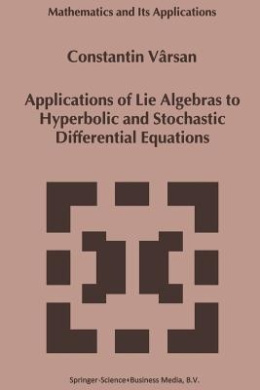 Mathematics and Its Applications
Constantin Vârsan
Applications of Lie Algebras to
Hyperbolic and Stochastic
Differential Equations
Springer-Science+Business Media, B.V.